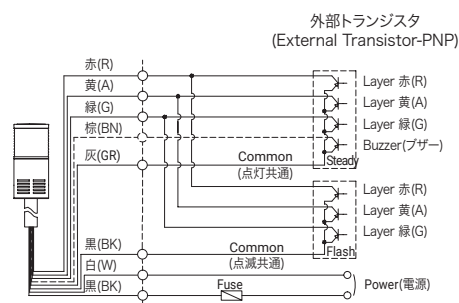 外部トランジスタ
(External Transistor-PNP)
赤(R)
黄(A)
緑(G)
棕(BN)
灰(GR)
Common
(点灯共通)
Steady
Layer 赤(R)
Layer 黄(A)
Layer 緑(G)
Buzzer(ブザー)
Layer 赤(R)
Layer 黄(A)
Layer 緑(G)
Flash
黒(BK)
Common
(点滅共通)
白(W)
黒(BK)
Fuse
Power(電源)